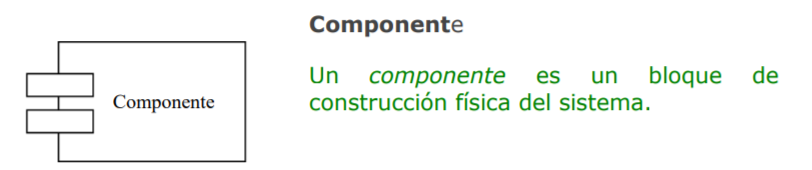 Componente
Componente
Un componente es un bloque de
construcción física del sistema.